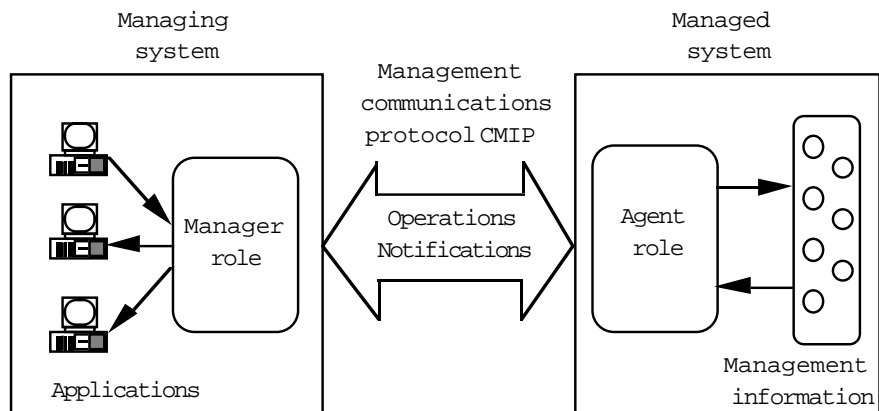 Managing
system
Managed
system
Management
communications
protocol CMIP
Manager
role
Operations
Notifications
Agent
role
Applications
Management
information